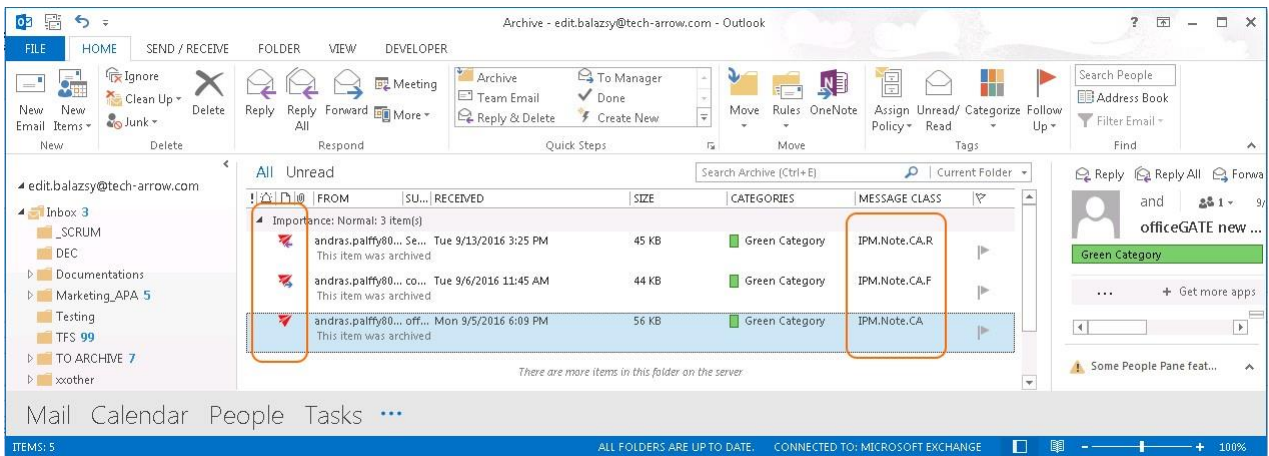 Archive - edit.balazsy@tech-arrow.com - Outlook
FILE HOME SEND / RECEIVE FOLDER VIEW DEVELOPER
New Email
New Items
New
Ignore
Clean Up
Junk
Delete
Delete
Reply
Reply All
Forward
Meeting
More
Respond
Archive
Team Email
Reply & Delete
To Manager
Done
Create New
Quick Steps
Move
Rules
OneNote
Move
Assign Policy
Unread/ Read
Categorize
Follow Up
Tags
Search People
Address Book
Filter Email
Find
edit.balazsy@tech-arrow.com
Inbox 3
_SCRUM
DEC
Documentations
Marketing_APA 5
Testing
TFS 99
TO ARCHIVE 7
xxother
All Unread
Search Archive (Ctrl+E) Current Folder
FROM SU... RECEIVED SIZE CATEGORIES MESSAGE CLASS
Importance: Normal: 3 item(s)
andras.palffy80... Se... Tue 9/13/2016 3:25 PM 45 KB Green Category IPM.Note.CA.R
This item was archived
andras.palffy80... co... Tue 9/6/2016 11:45 AM 44 KB Green Category IPM.Note.CA.F
This item was archived
andras.palffy80... off... Mon 9/5/2016 6:09 PM 56 KB Green Category IPM.Note.CA
This item was archived
There are more items in this folder on the server
Reply Reply All Forwa
and 1 9/
officeGATE new ...
Green Category
... + Get more apps
Some People Pane feat...
Mail Calendar People Tasks ...
ITEMS: 5 ALL FOLDERS ARE UP TO DATE. CONNECTED TO: MICROSOFT EXCHANGE 100%